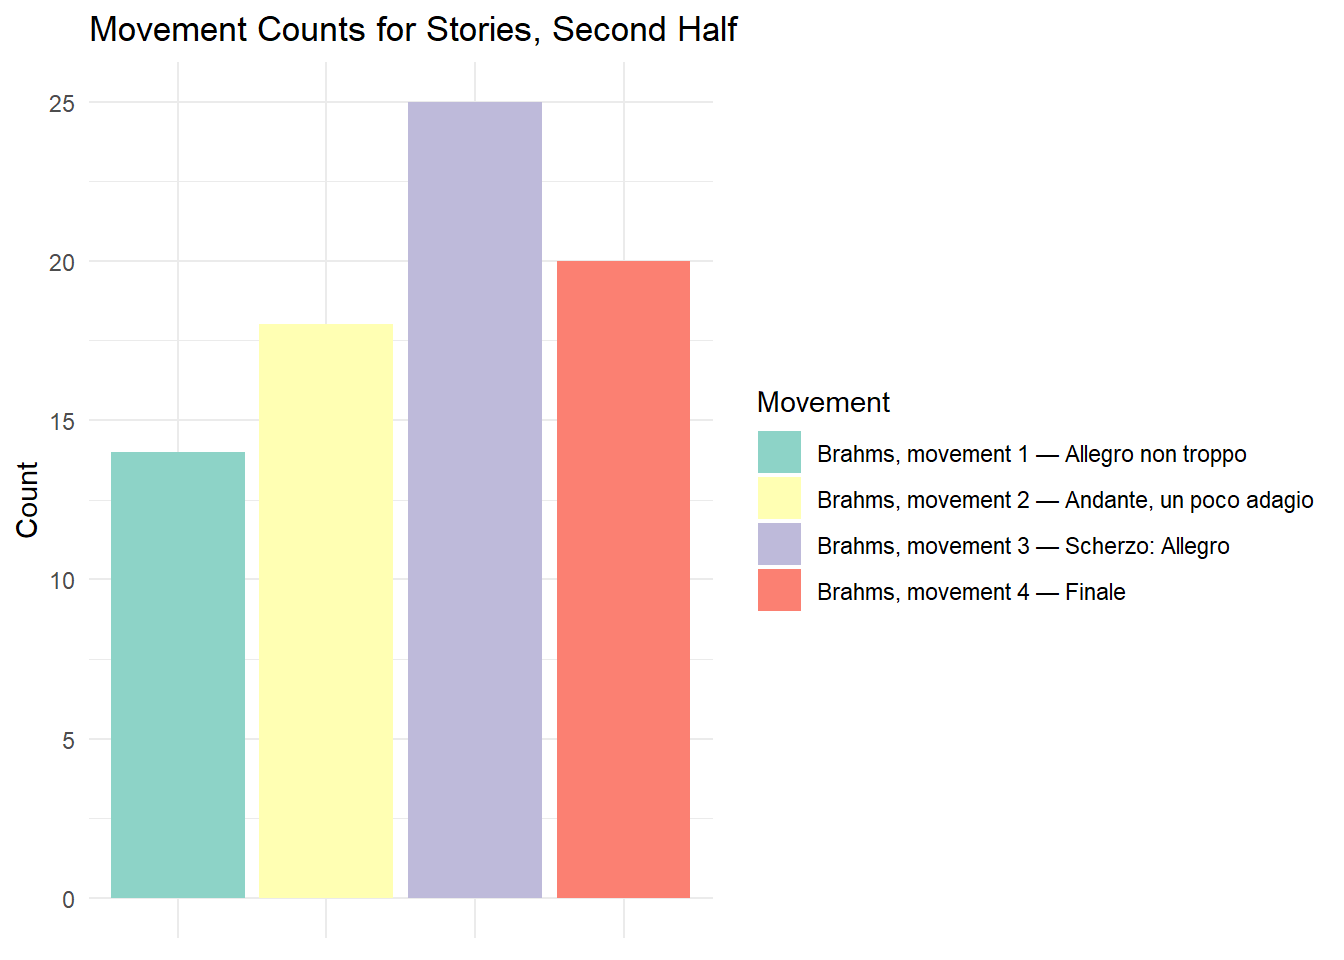 Movement Counts for Stories, Second Half
25
20
15
10
5
0
Count
Movement
Brahms, movement 1 — Allegro non troppo
Brahms, movement 2 — Andante, un poco adagio
Brahms, movement 3 — Scherzo: Allegro
Brahms, movement 4 — Finale